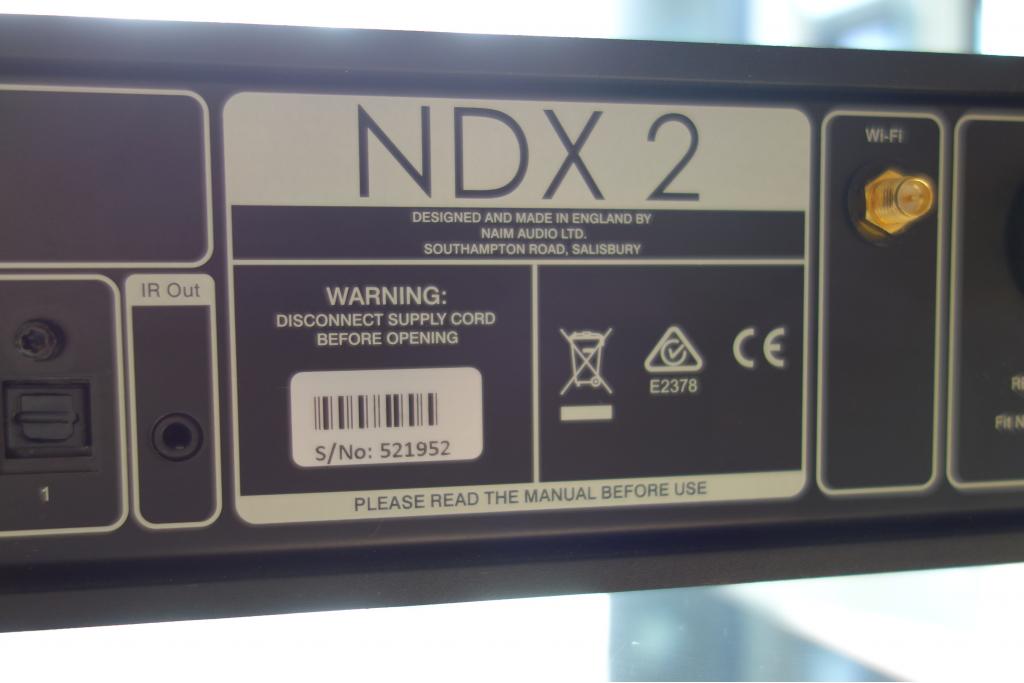 NDX 2
DESIGNED AND MADE IN ENGLAND BY
NAIM AUDIO LTD.
SOUTHAMPTON ROAD, SALISBURY
WARNING:
DISCONNECT SUPPLY CORD
BEFORE OPENING
S/No: 521952
E2378
CE
PLEASE READ THE MANUAL BEFORE USE
IR Out
1
Wi-Fi
Fit